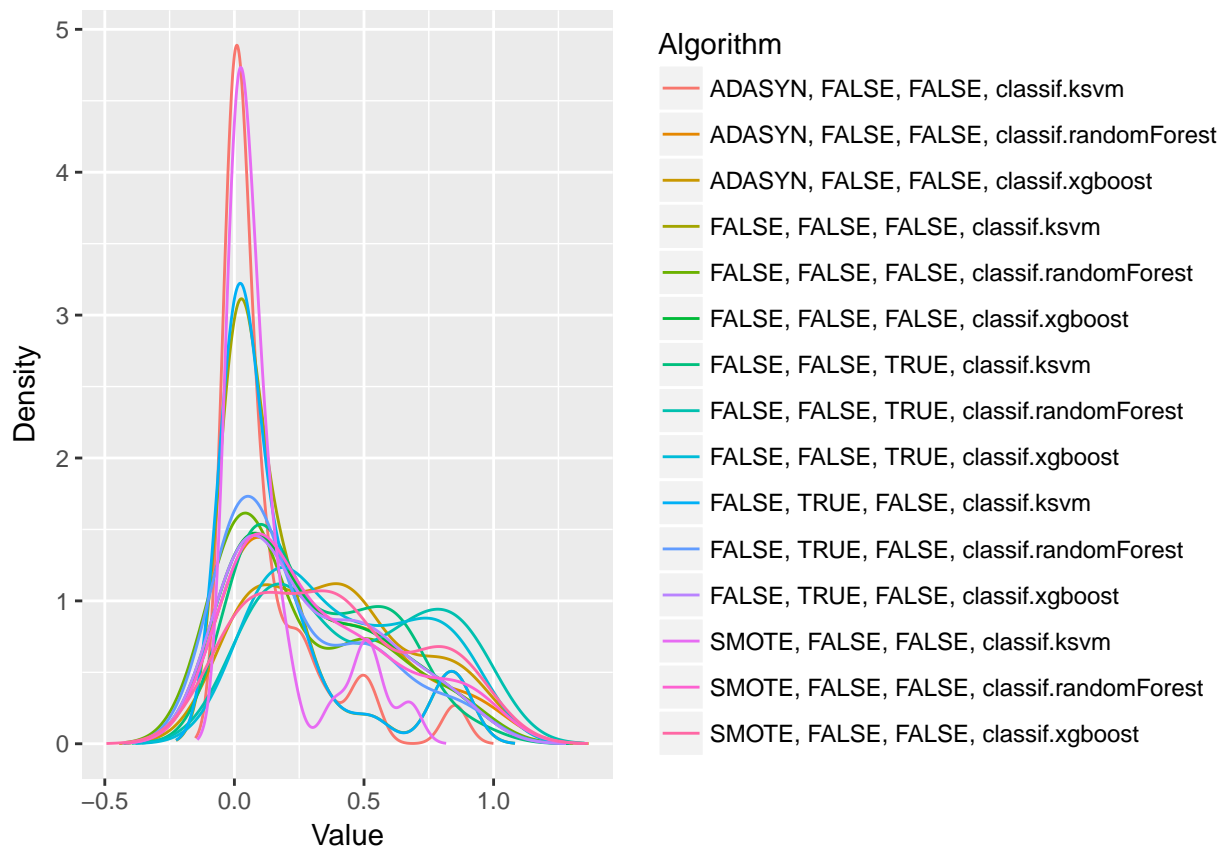 5
4
3
2
1
0
Density
−0.5
0.0
0.5
1.0
Value
Algorithm
ADASYN, FALSE, FALSE, classif.ksvm
ADASYN, FALSE, FALSE, classif.randomForest
ADASYN, FALSE, FALSE, classif.xgboost
FALSE, FALSE, FALSE, classif.ksvm
FALSE, FALSE, FALSE, classif.randomForest
FALSE, FALSE, FALSE, classif.xgboost
FALSE, FALSE, TRUE, classif.ksvm
FALSE, FALSE, TRUE, classif.randomForest
FALSE, FALSE, TRUE, classif.xgboost
FALSE, TRUE, FALSE, classif.ksvm
FALSE, TRUE, FALSE, classif.randomForest
FALSE, TRUE, FALSE, classif.xgboost
SMOTE, FALSE, FALSE, classif.ksvm
SMOTE, FALSE, FALSE, classif.randomForest
SMOTE, FALSE, FALSE, classif.xgboost